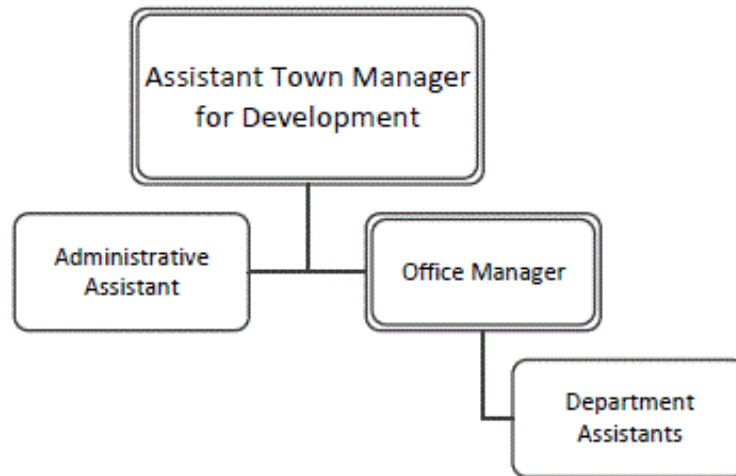 Assistant Town Manager
for Development
Administrative
Assistant
Office Manager
Department
Assistants